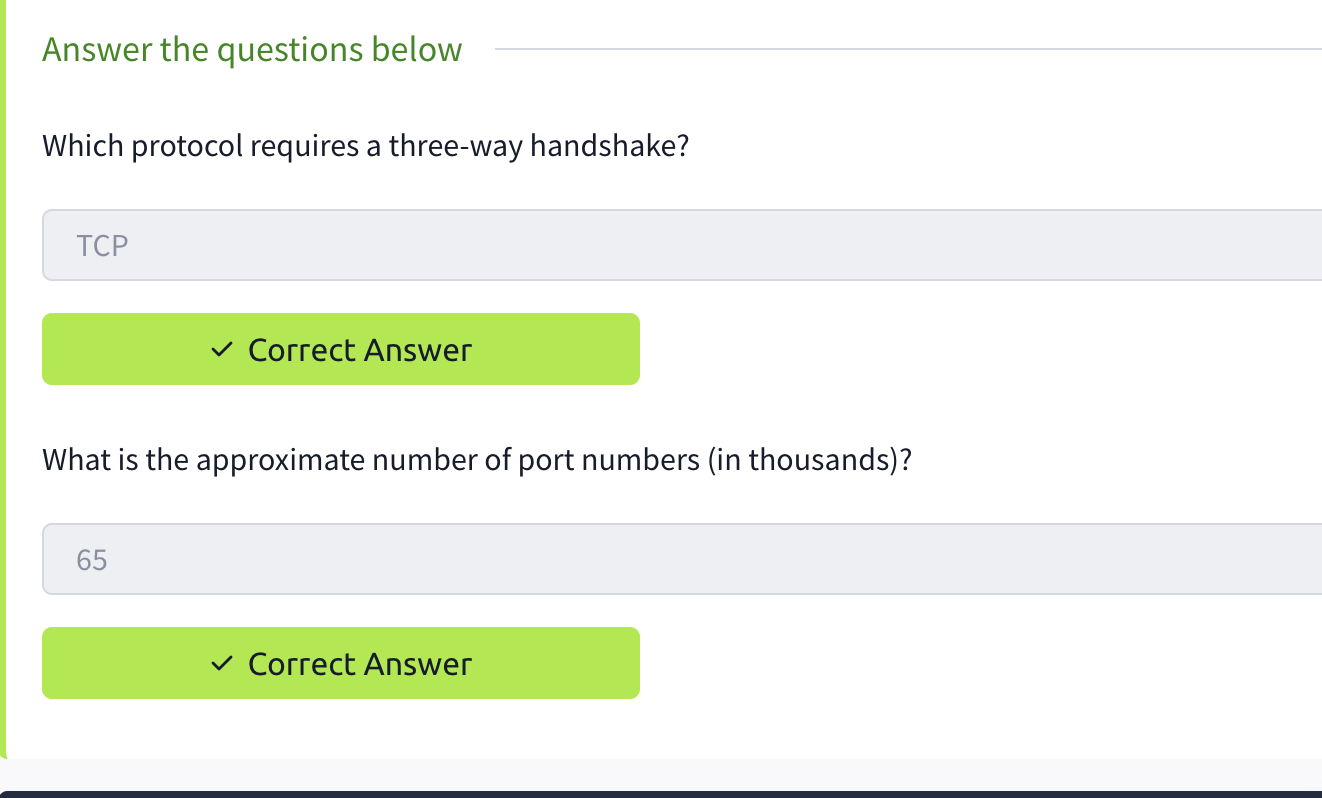 Answer the questions below
Which protocol requires a three-way handshake?
TCP
✓ Correct Answer
What is the approximate number of port numbers (in thousands)?
65
✓ Correct Answer